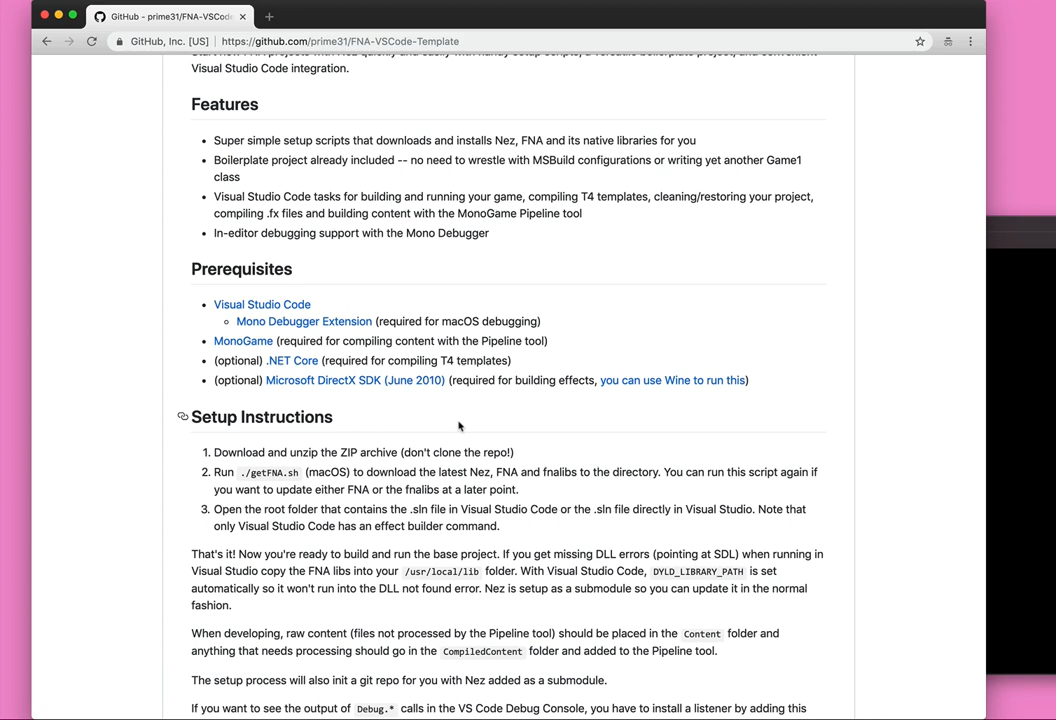 GitHub - prime31/FNA-VSCode
GitHub, Inc. [US] | https://github.com/prime31/FNA-VSCode-Template
Visual Studio Code integration.
Features
Super simple setup scripts that downloads and installs Nez, FNA and its native libraries for you
Boilerplate project already included -- no need to wrestle with MSBuild configurations or writing yet another Game1
class
Visual Studio Code tasks for building and running your game, compiling T4 templates, cleaning/restoring your project,
compiling .fx files and building content with the MonoGame Pipeline tool
In-editor debugging support with the Mono Debugger
Prerequisites
Visual Studio Code
Mono Debugger Extension (required for macOS debugging)
MonoGame (required for compiling content with the Pipeline tool)
(optional) .NET Core (required for compiling T4 templates)
(optional) Microsoft DirectX SDK (June 2010) (required for building effects, you can use Wine to run this)
Setup Instructions
1. Download and unzip the ZIP archive (don't clone the repo!)
2. Run ./getFNA.sh (macOS) to download the latest Nez, FNA and fnalibs to the directory. You can run this script again if
you want to update either FNA or the fnalibs at a later point.
3. Open the root folder that contains the .sln file in Visual Studio Code or the .sln file directly in Visual Studio. Note that
only Visual Studio Code has an effect builder command.
That's it! Now you're ready to build and run the base project. If you get missing DLL errors (pointing at SDL) when running in
Visual Studio copy the FNA libs into your /usr/local/lib folder. With Visual Studio Code, DYLD_LIBRARY_PATH is set
automatically so it won't run into the DLL not found error. Nez is setup as a submodule so you can update it in the normal
fashion.
When developing, raw content (files not processed by the Pipeline tool) should be placed in the Content folder and
anything that needs processing should go in the CompiledContent folder and added to the Pipeline tool.
The setup process will also init a git repo for you with Nez added as a submodule.
If you want to see the output of Debug.* calls in the VS Code Debug Console, you have to install a listener by adding this